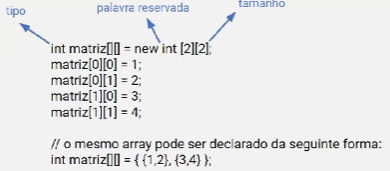 tipo
palavra reservada
tamanho
int matriz[][] = new int [2][2];
matriz[0][0] = 1;
matriz[0][1] = 2;
matriz[1][0] = 3;
matriz[1][1] = 4;
// o mesmo array pode ser declarado da seguinte forma:
int matriz[][] = { {1,2}, {3,4} };